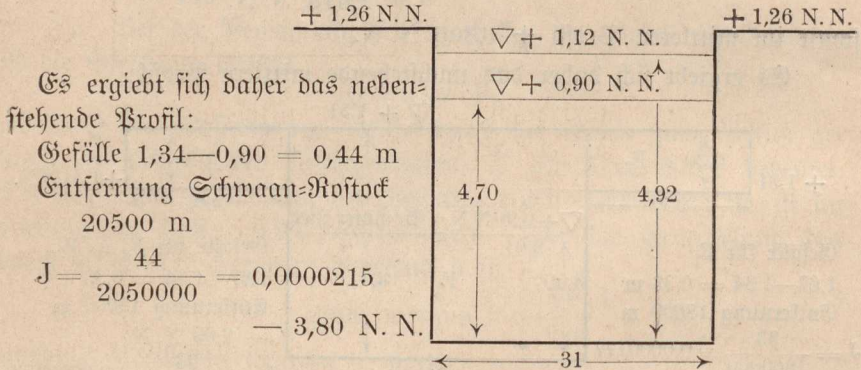 + 1,26 N. N.
+ 1,26 N. N.
▽+ 1,12 N. N.
▽+ 0,90 N. N.
Es ergiebt sich daher das neben=
stehende Profil:
Gefälle 1,34—0,90 = 0,44 m
Entfernung Schwaan=Rostock
20500 m
4,70
4,92
J = 44 / 2050000 = 0,0000215
— 3,80 N. N.
31